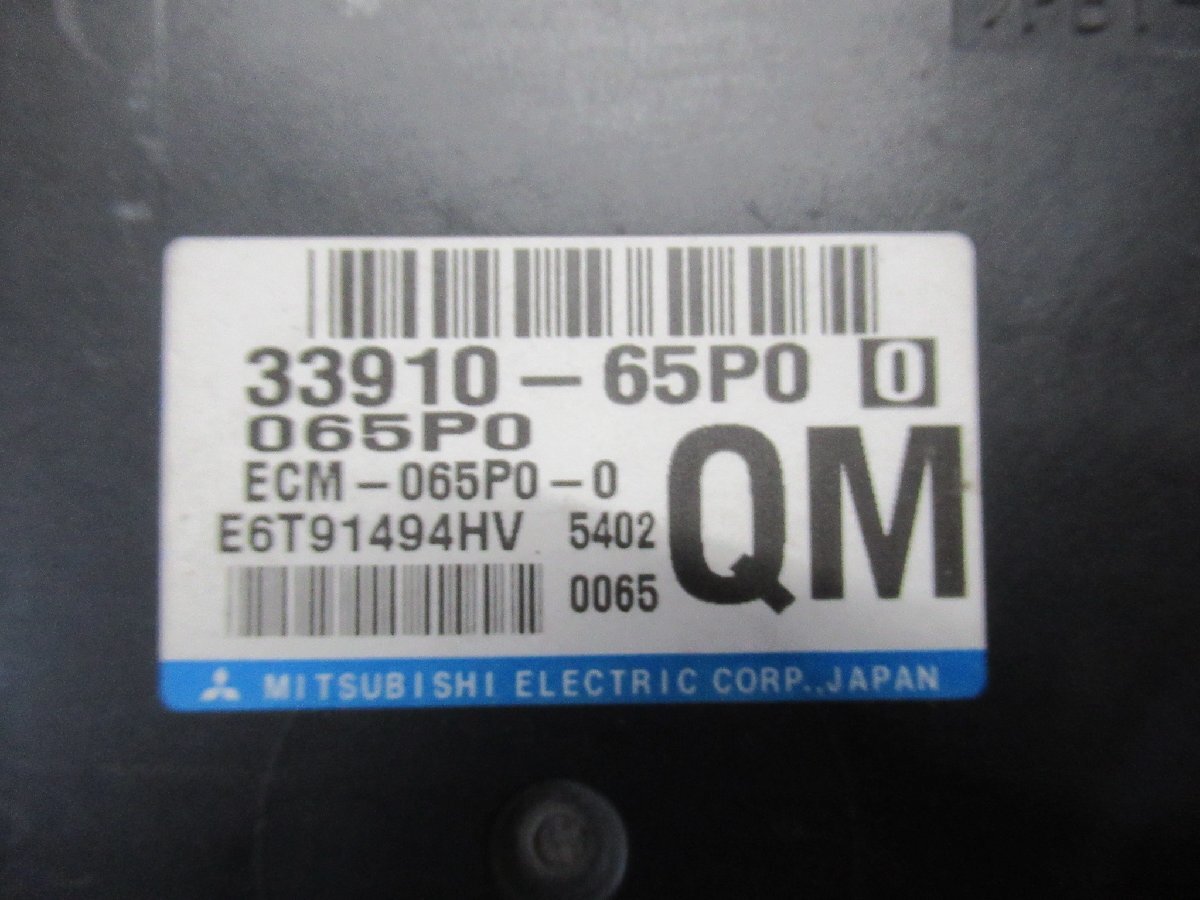 33910-65P0 0
065P0
ECM-065P0-0
QM
E6T91494HV 5402
0065
MITSUBISHI ELECTRIC CORP., JAPAN